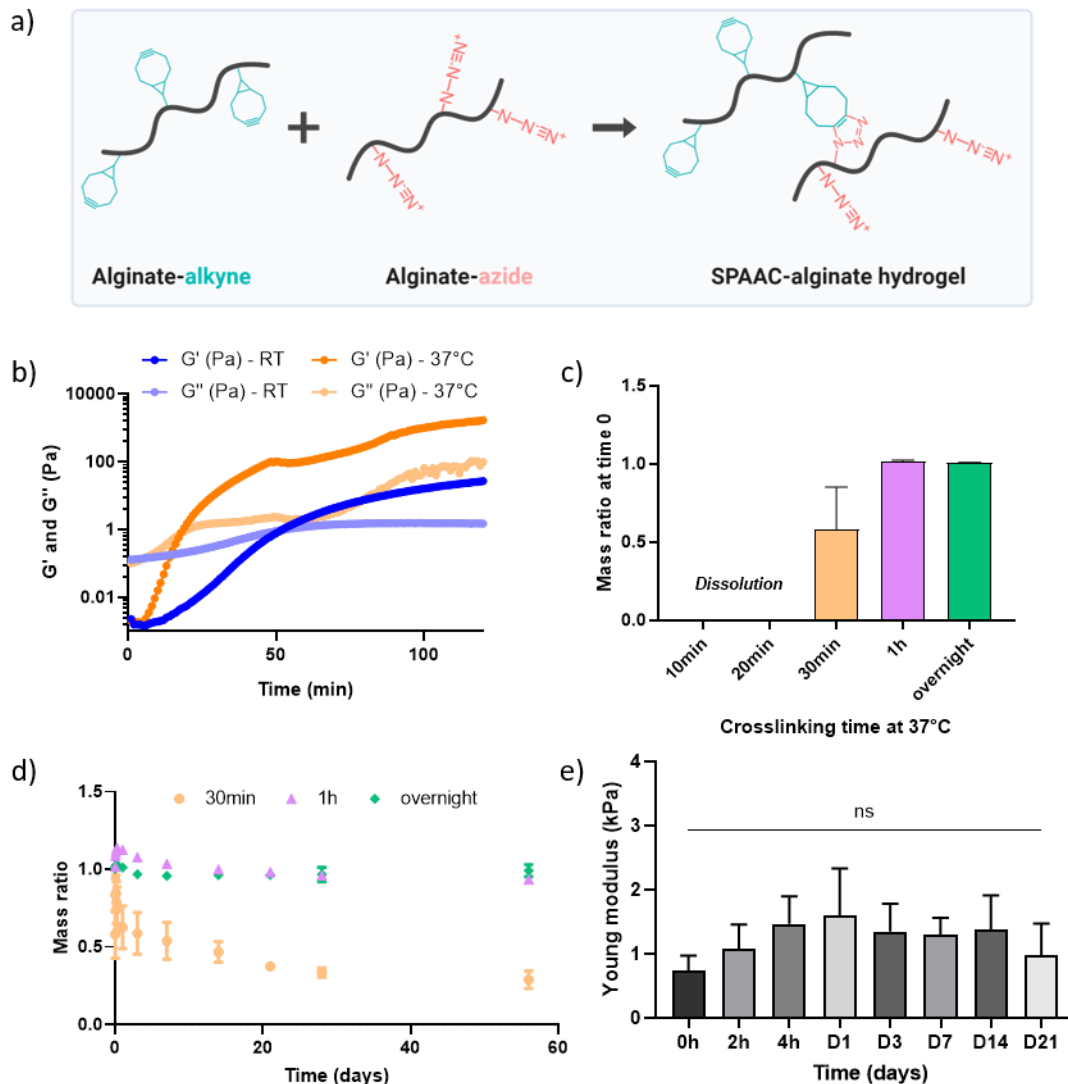 a)
N≡N-N-N
N-N-N≡N
N-N-N≡N
N-N-N≡N
N-N-N≡N
N
N
N
Alginate-alkyne
Alginate-azide
SPAAC-alginate hydrogel
b)
G' (Pa) - RT
G' (Pa) - 37°C
G'' (Pa) - RT
G'' (Pa) - 37°C
G' and G'' (Pa)
10000
100
1
0.01
0
50
100
Time (min)
c)
Mass ratio at time 0
1.5
1.0
0.5
0.0
Dissolution
10min
20min
30min
1h
overnight
Crosslinking time at 37°C
d)
30min
1h
overnight
Mass ratio
1.5
1.0
0.5
0.0
0
20
40
60
Time (days)
e)
Young modulus (kPa)
4
3
2
1
0
ns
0h
2h
4h
D1
D3
D7
D14
D21
Time (days)